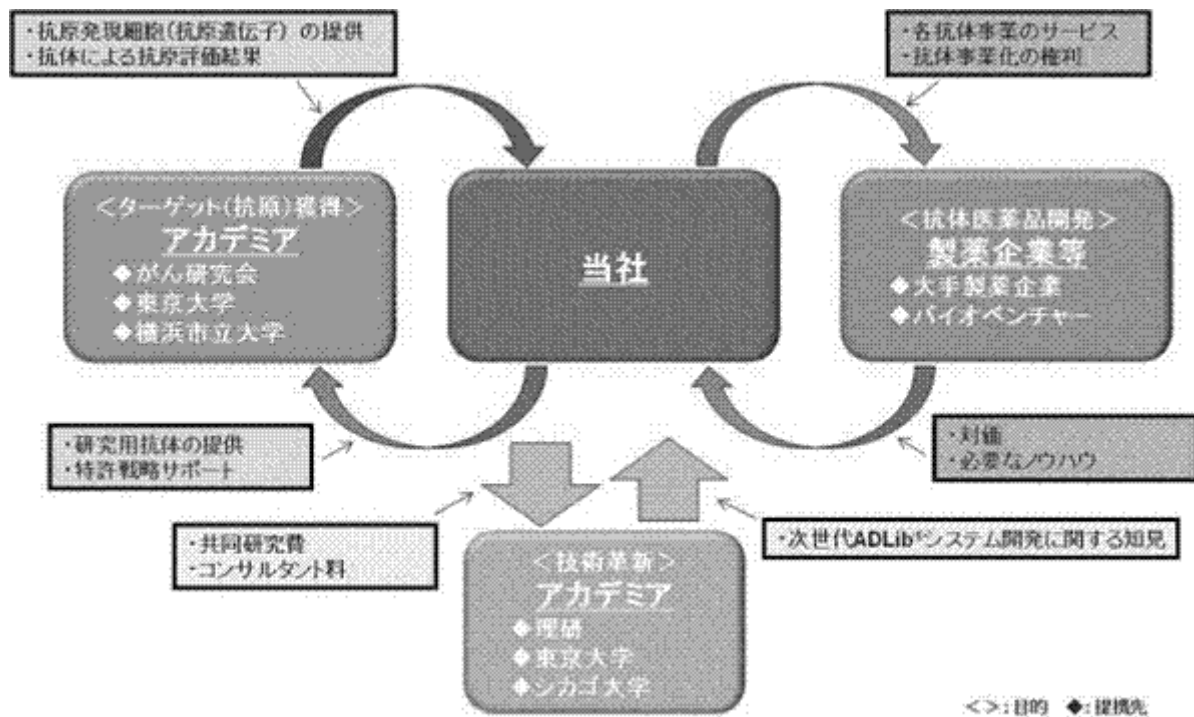 ・抗原発現細胞(抗原遺伝子) の提供
・抗体による抗原評価結果
・各抗体事業のサービス
・抗体事業化の権利
＜ターゲット(抗原)獲得＞
アカデミア
◆がん研究会
◆東京大学
◆横浜市立大学
当社
＜抗体医薬品開発＞
製薬企業等
◆大手製薬企業
◆バイオベンチャー
・研究用抗体の提供
・特許戦略サポート
・対価
・必要なノウハウ
・共同研究費
・コンサルタント料
・次世代ADLib®システム開発に関する知見
＜技術革新＞
アカデミア
◆理研
◆東京大学
◆シカゴ大学
＜＞：目的 ◆：提携先